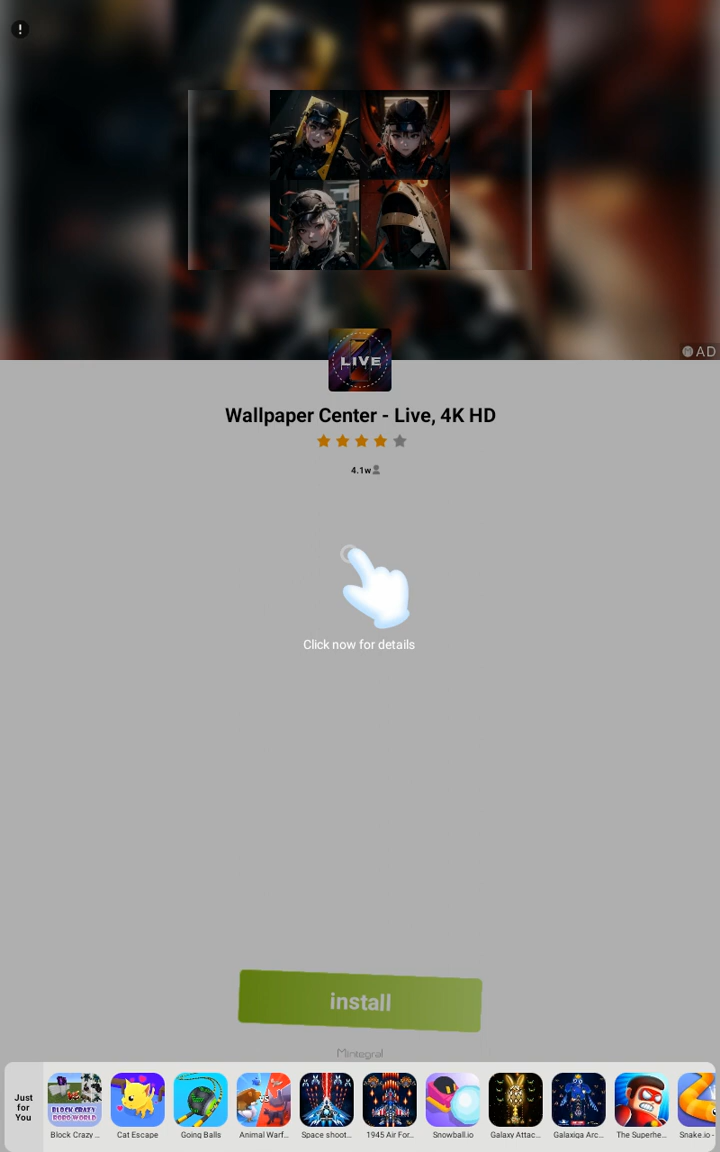 !
AD
LIVE
Wallpaper Center - Live, 4K HD
4.1w
Click now for details
install
Mintegral
Just
for
You
BLOCK CRAZY
ROBO WORLD
Block Crazy ...
Cat Escape
Going Balls
Animal Warf...
Space shoot...
1945 Air For...
Snowball.io
Galaxy Attac...
Galaxiga Arc...
The Superhe...
Snake.io -